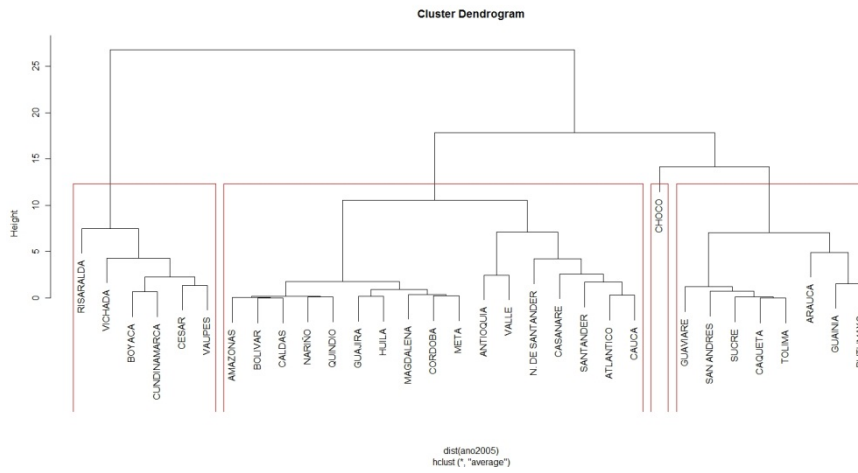 Cluster Dendrogram
Height
25
20
15
10
5
0
RISARALDA
VICHADA
BOYACA
CUNDINAMARCA
CESAR
VAUPES
AMAZONAS
BOLIVAR
CALDAS
NARIÑO
QUINDIO
GUAJIRA
HUILA
MAGDALENA
CORDOBA
META
ANTIOQUIA
VALLE
N. DE SANTANDER
CASANARE
SANTANDER
ATLANTICO
CAUCA
CHOCO
GUAVIARE
SAN ANDRES
SUCRE
CAQUETA
TOLIMA
ARAUCA
GUAINIA
dist(ano2005)
hclust (*, "average")